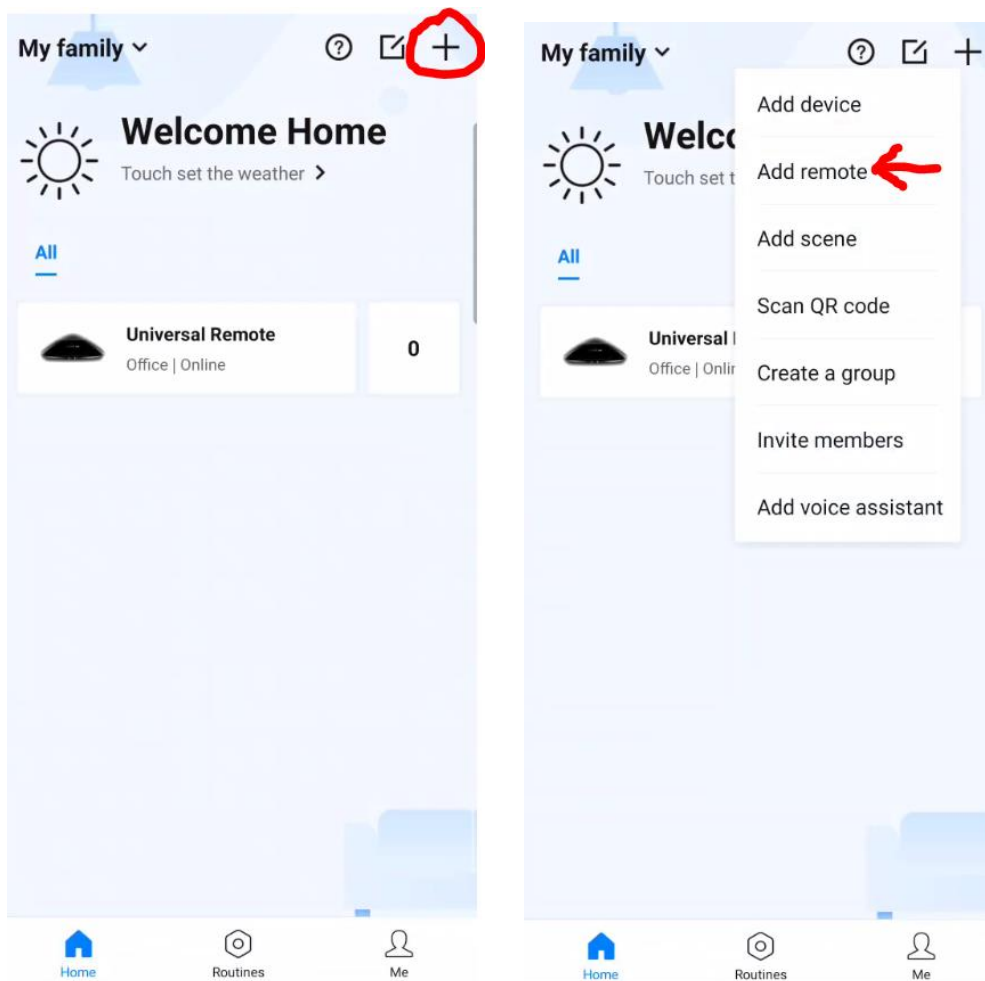 My family
Welcome Home
Touch set the weather >
All
Universal Remote
Office | Online
0
Home
Routines
Me
My family
Welco
Touch set t
All
Universal
Office | Onlin
Add device
Add remote
Add scene
Scan QR code
Create a group
Invite members
Add voice assistant
Home
Routines
Me